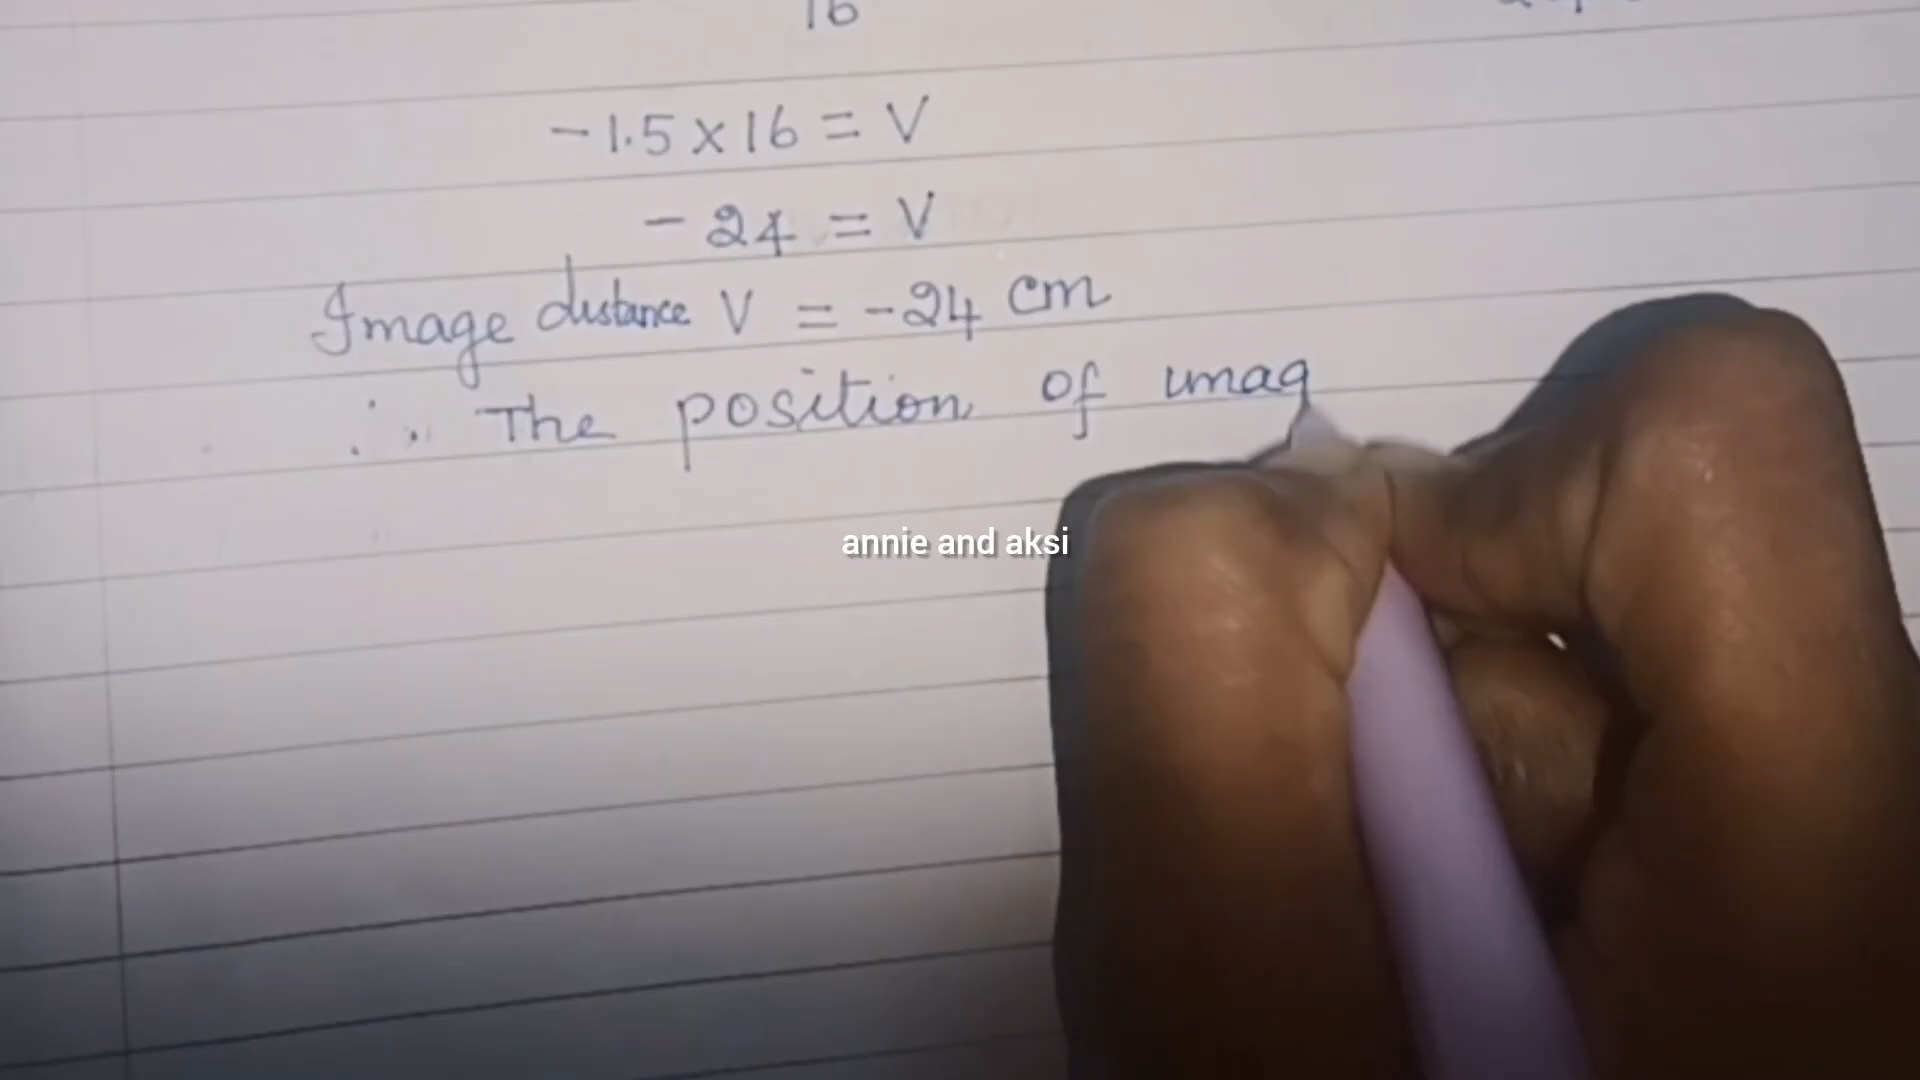 16
-1.5 x 16 = V
- 24 = V
Image distance V = -24 cm
∴ The position of imag
annie and aksi